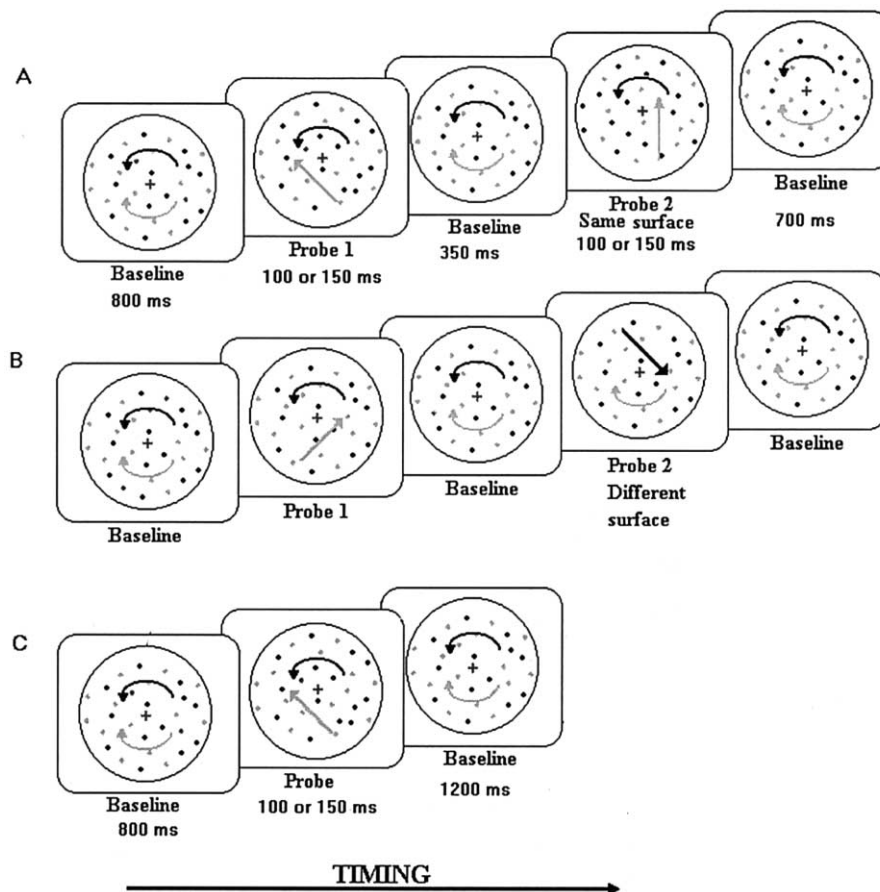 A
Baseline
800 ms
Probe 1
100 or 150 ms
Baseline
350 ms
Probe 2
Same surface
100 or 150 ms
Baseline
700 ms
B
Baseline
Probe 1
Baseline
Probe 2
Different
surface
Baseline
C
Baseline
800 ms
Probe
100 or 150 ms
Baseline
1200 ms
TIMING